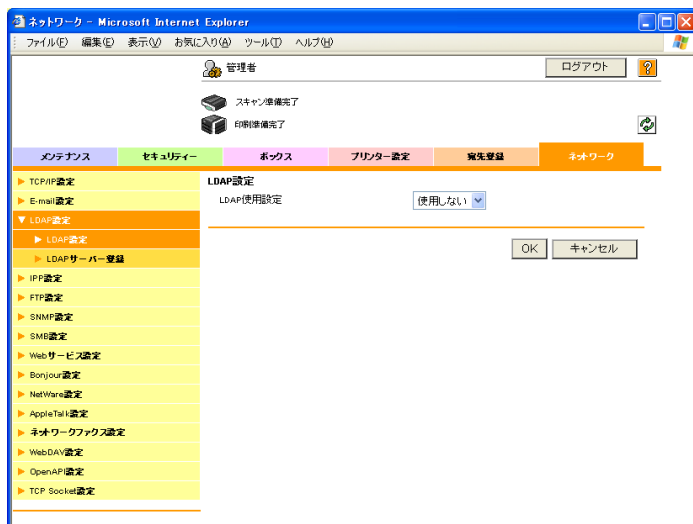 ネットワーク - Microsoft Internet Explorer
ファイル(F) 編集(E) 表示(V) お気に入り(A) ツール(T) ヘルプ(H)
管理者
ログアウト
?
スキャン準備完了
印刷準備完了
メンテナンス セキュリティー ボックス プリンター設定 宛先登録 ネットワーク
TCP/IP設定
E-mail設定
LDAP設定
LDAP設定
LDAPサーバー登録
IPP設定
FTP設定
SNMP設定
SMB設定
Webサービス設定
Bonjour設定
NetWare設定
AppleTalk設定
ネットワークファクス設定
WebDAV設定
OpenAPI設定
TCP Socket設定
LDAP設定
LDAP使用設定 使用しない
OK キャンセル